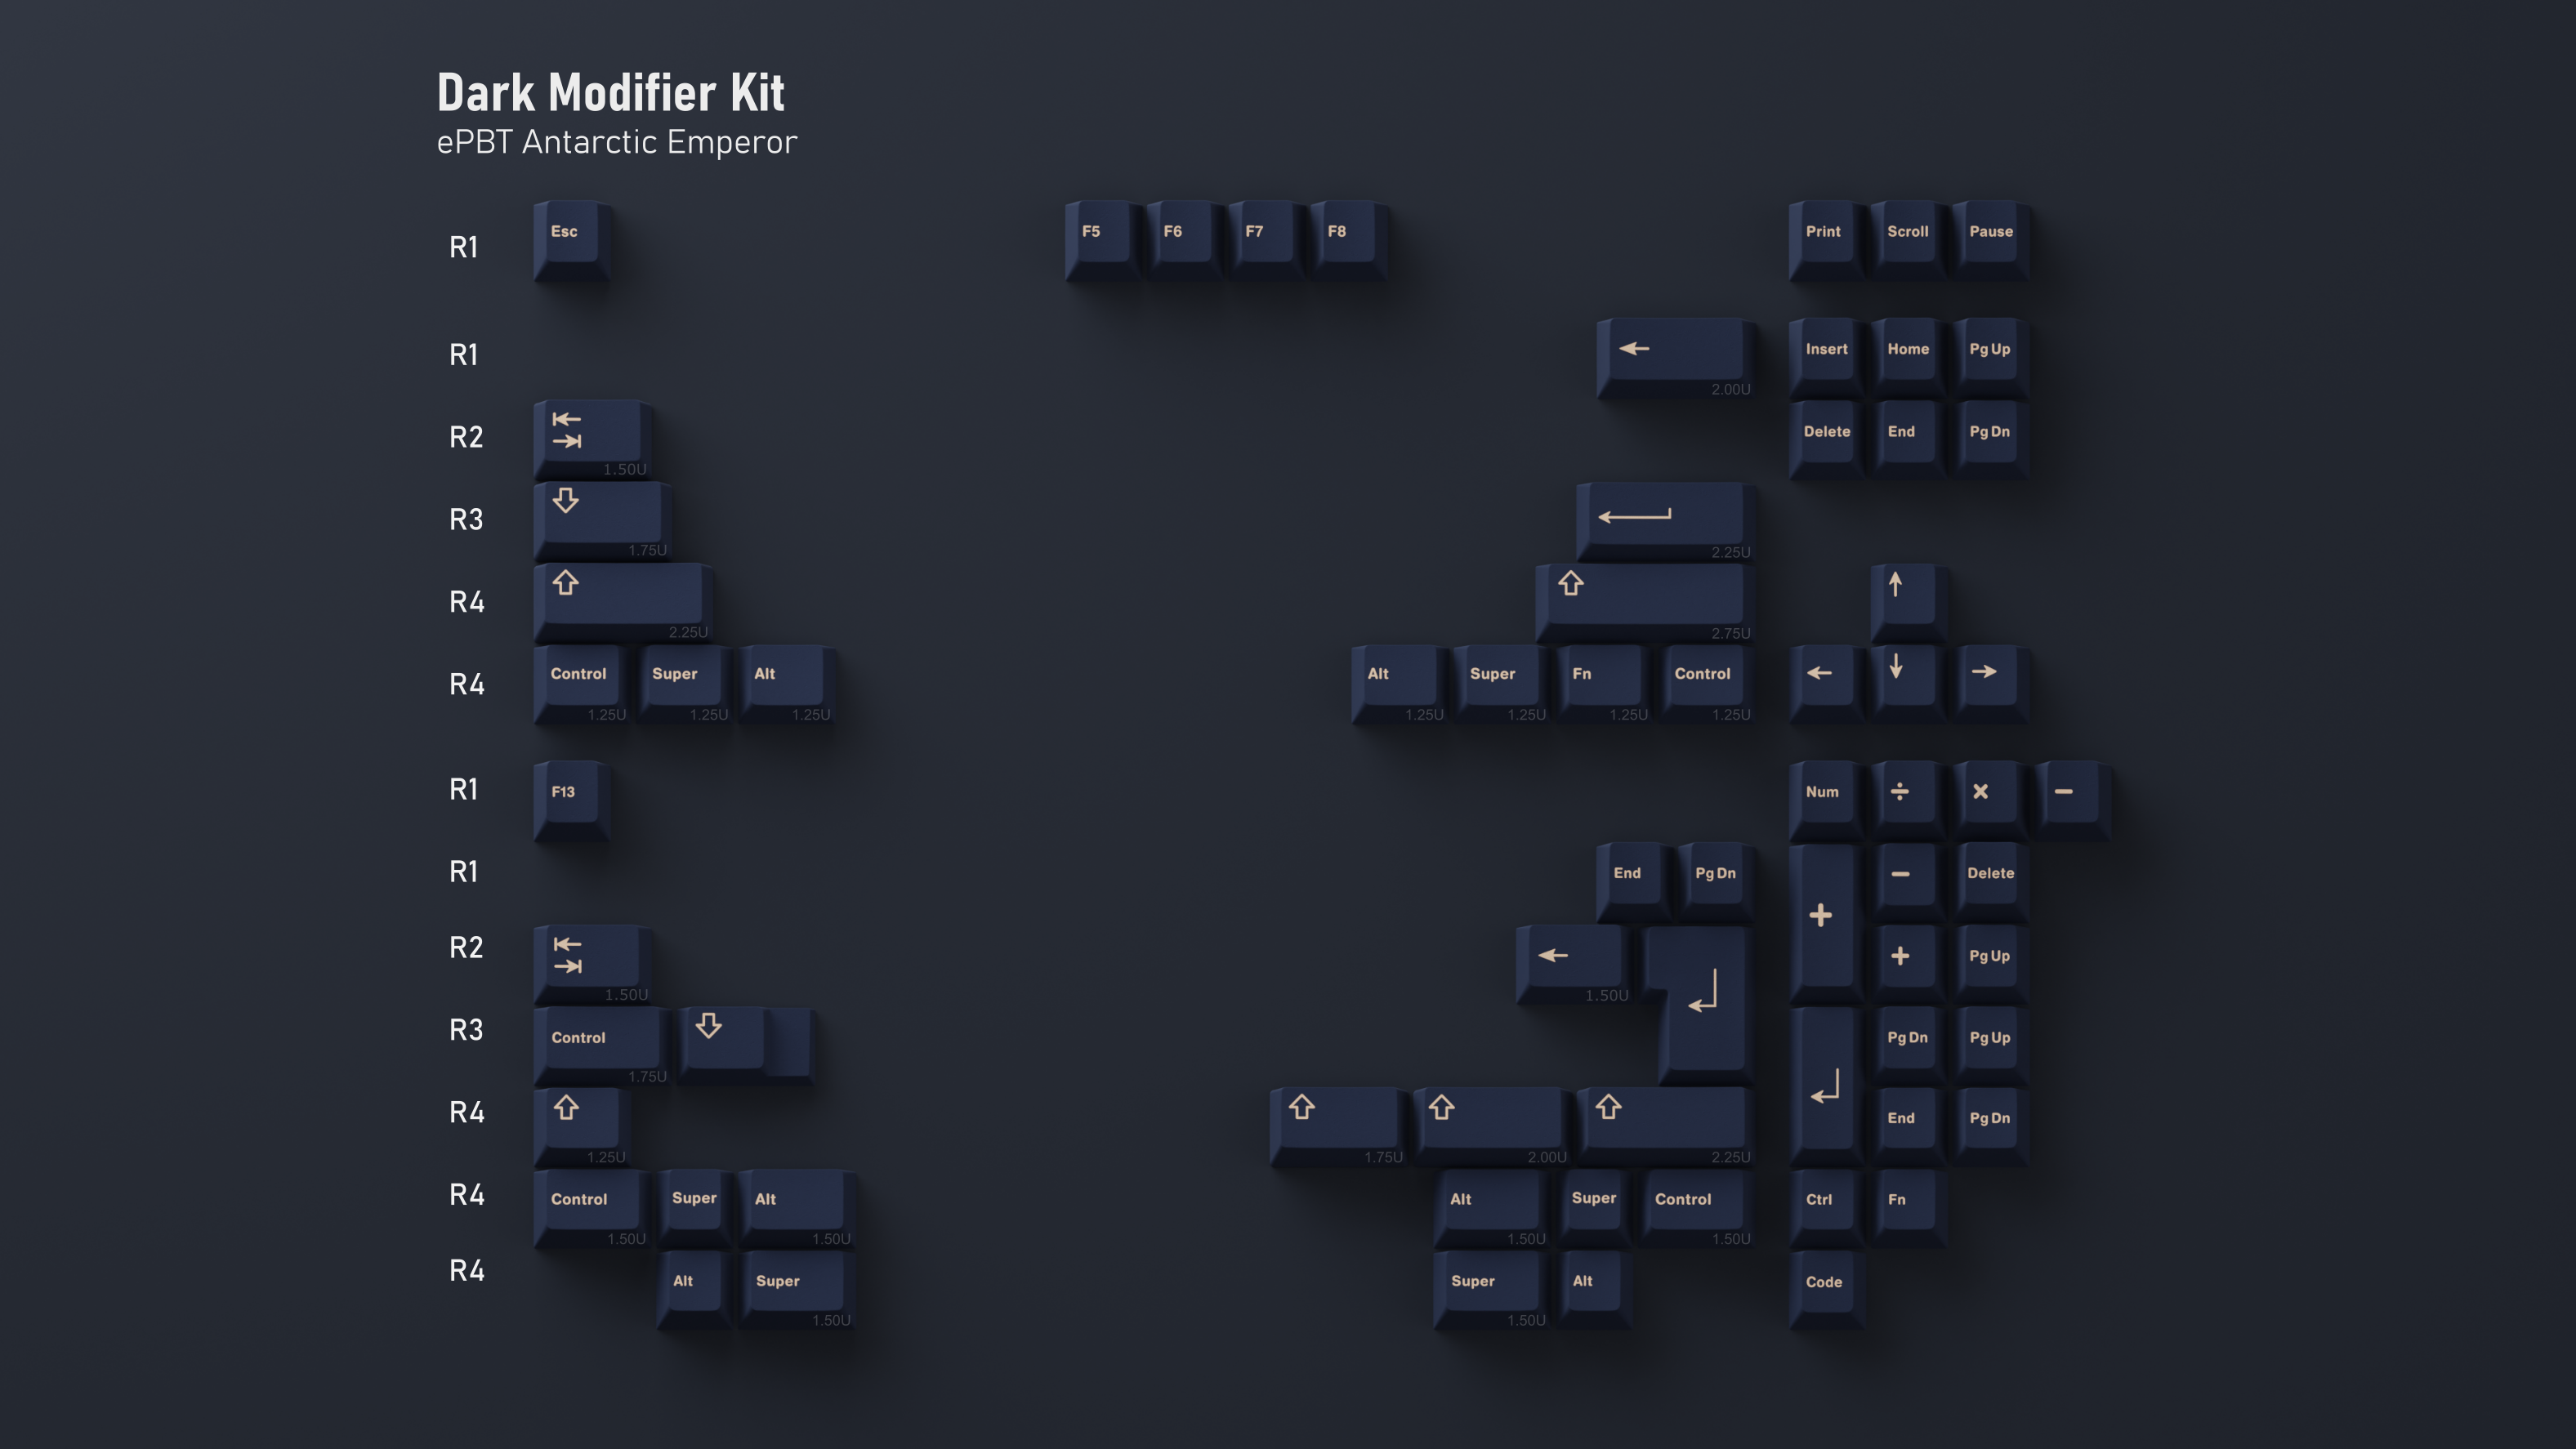 Dark Modifier Kit
ePBT Antarctic Emperor
R1 Esc F5 F6 F7 F8 Print Scroll Pause
R1 ← 2.00U Insert Home Pg Up
R2 ⇤ ⇥ 1.50U Delete End Pg Dn
R3 ⇩ 1.75U ← 2.25U
R4 ⇧ 2.25U ⇧ 2.75U ↑
R4 Control 1.25U Super 1.25U Alt 1.25U Alt 1.25U Super 1.25U Fn 1.25U Control 1.25U ← ↓ →
R1 F13 Num ÷ × −
R1 End Pg Dn + − Delete
R2 ⇤ ⇥ 1.50U ← 1.50U ↵ + Pg Up
R3 Control 1.75U ⇩ ↵ Pg Dn Pg Up
R4 ⇧ 1.25U ⇧ 1.75U ⇧ 2.00U ⇧ 2.25U End Pg Dn
R4 Control 1.50U Super Alt 1.50U Alt 1.50U Super Control 1.50U Ctrl Fn
R4 Alt Super 1.50U Super 1.50U Alt Code